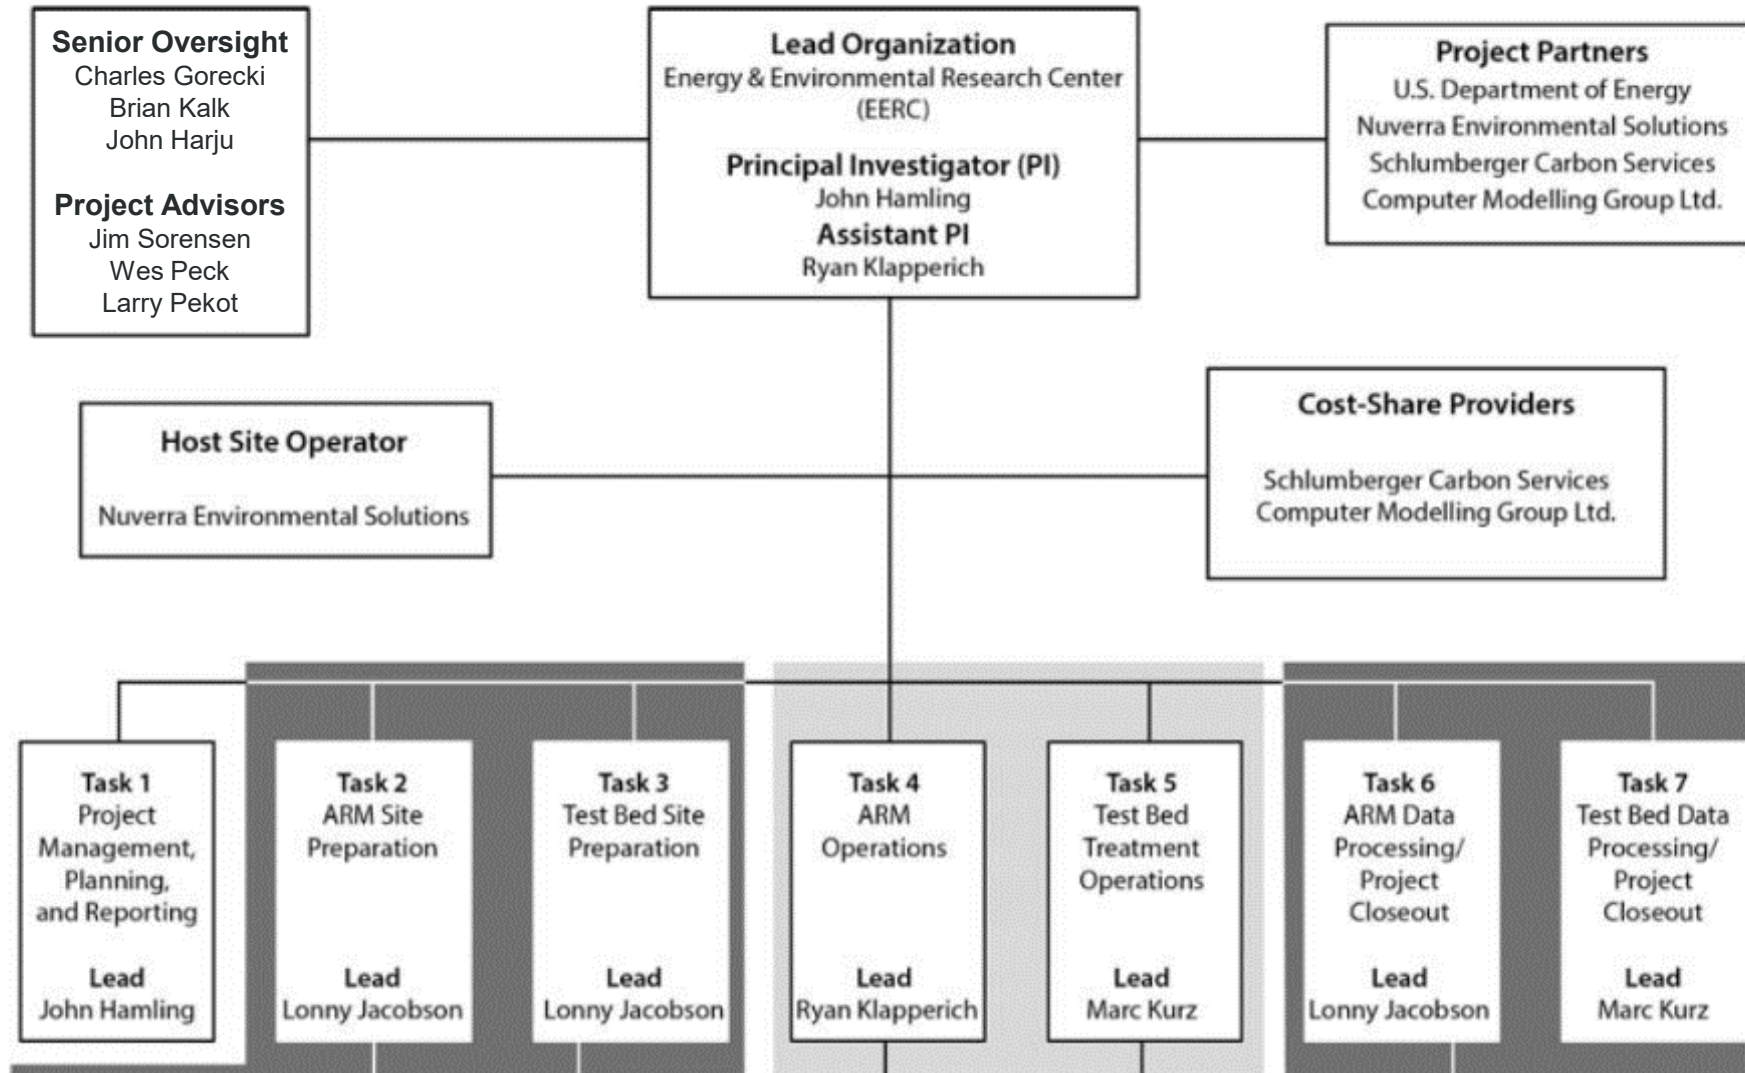 Senior Oversight
Charles Gorecki
Brian Kalk
John Harju
Project Advisors
Jim Sorensen
Wes Peck
Larry Pekot
Lead Organization
Energy & Environmental Research Center
(EERC)
Principal Investigator (PI)
John Hamling
Assistant PI
Ryan Klapperich
Project Partners
U.S. Department of Energy
Nuverra Environmental Solutions
Schlumberger Carbon Services
Computer Modelling Group Ltd.
Host Site Operator
Nuverra Environmental Solutions
Cost-Share Providers
Schlumberger Carbon Services
Computer Modelling Group Ltd.
Task 1
Project
Management,
Planning,
and Reporting
Lead
John Hamling
Task 2
ARM Site
Preparation
Lead
Lonny Jacobson
Task 3
Test Bed Site
Preparation
Lead
Lonny Jacobson
Task 4
ARM
Operations
Lead
Ryan Klapperich
Task 5
Test Bed
Treatment
Operations
Lead
Marc Kurz
Task 6
ARM Data
Processing/
Project
Closeout
Lead
Lonny Jacobson
Task 7
Test Bed Data
Processing/
Project
Closeout
Lead
Marc Kurz